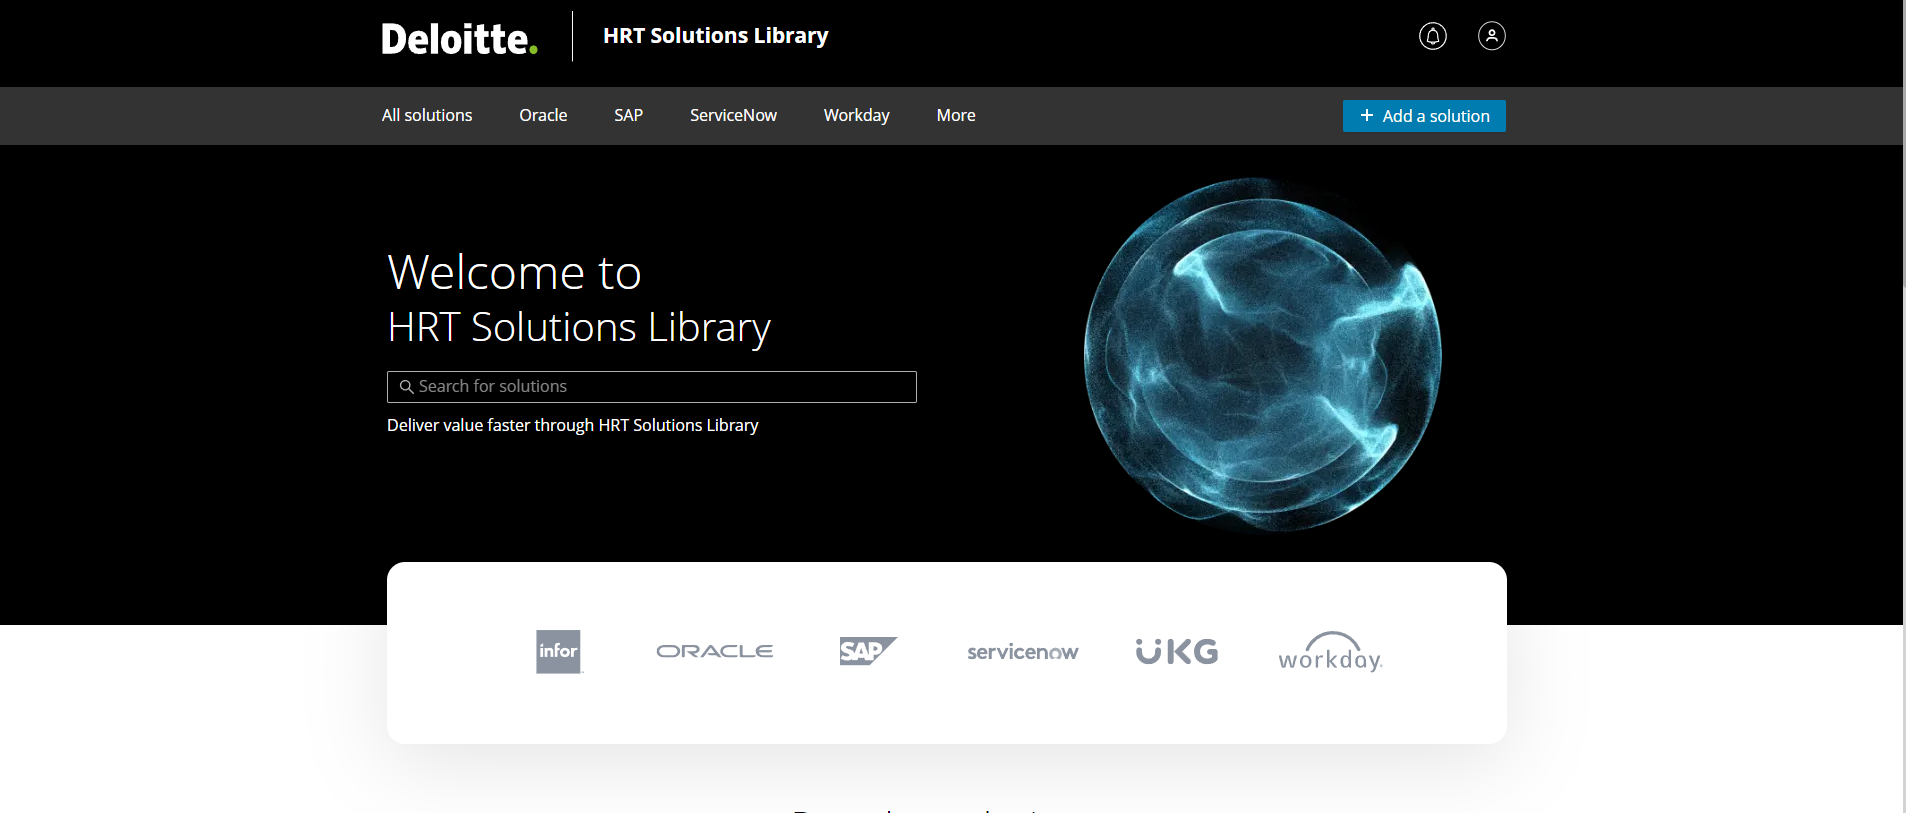 Deloitte.
HRT Solutions Library
All solutions
Oracle
SAP
ServiceNow
Workday
More
+ Add a solution
Welcome to
HRT Solutions Library
Search for solutions
Deliver value faster through HRT Solutions Library
infor
ORACLE
SAP
servicenow
UKG
workday.